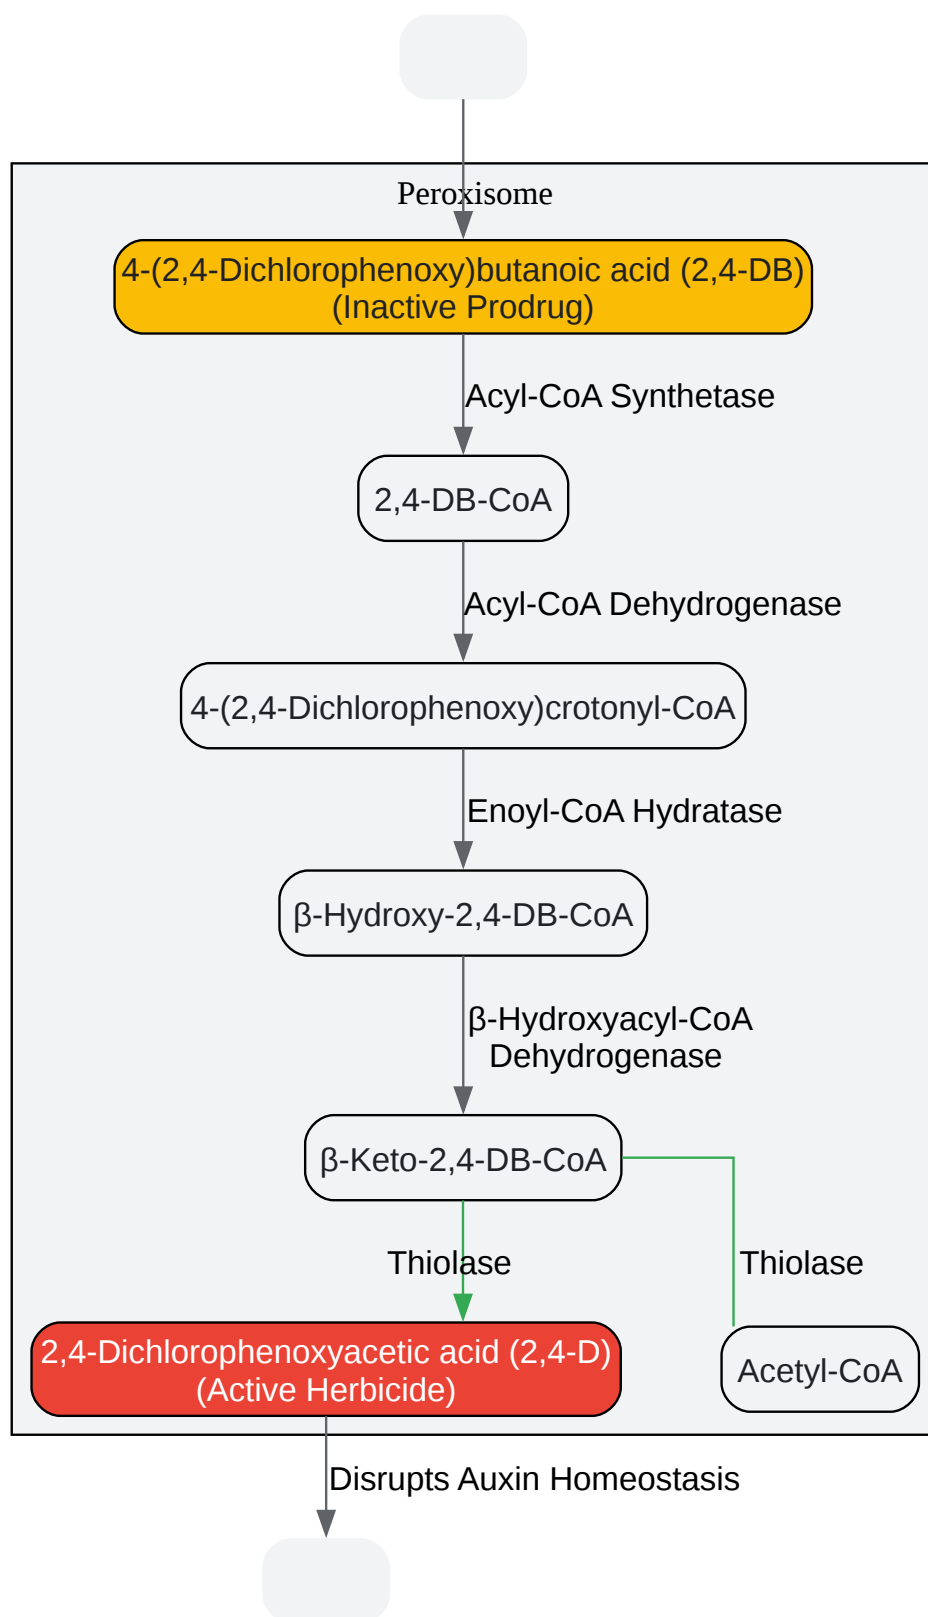 Peroxisome
4-(2,4-Dichlorophenoxy)butanoic acid (2,4-DB)
(Inactive Prodrug)
Acyl-CoA Synthetase
2,4-DB-CoA
Acyl-CoA Dehydrogenase
4-(2,4-Dichlorophenoxy)crotonyl-CoA
Enoyl-CoA Hydratase
β-Hydroxy-2,4-DB-CoA
β-Hydroxyacyl-CoA
Dehydrogenase
β-Keto-2,4-DB-CoA
Thiolase
Thiolase
2,4-Dichlorophenoxyacetic acid (2,4-D)
(Active Herbicide)
Acetyl-CoA
Disrupts Auxin Homeostasis